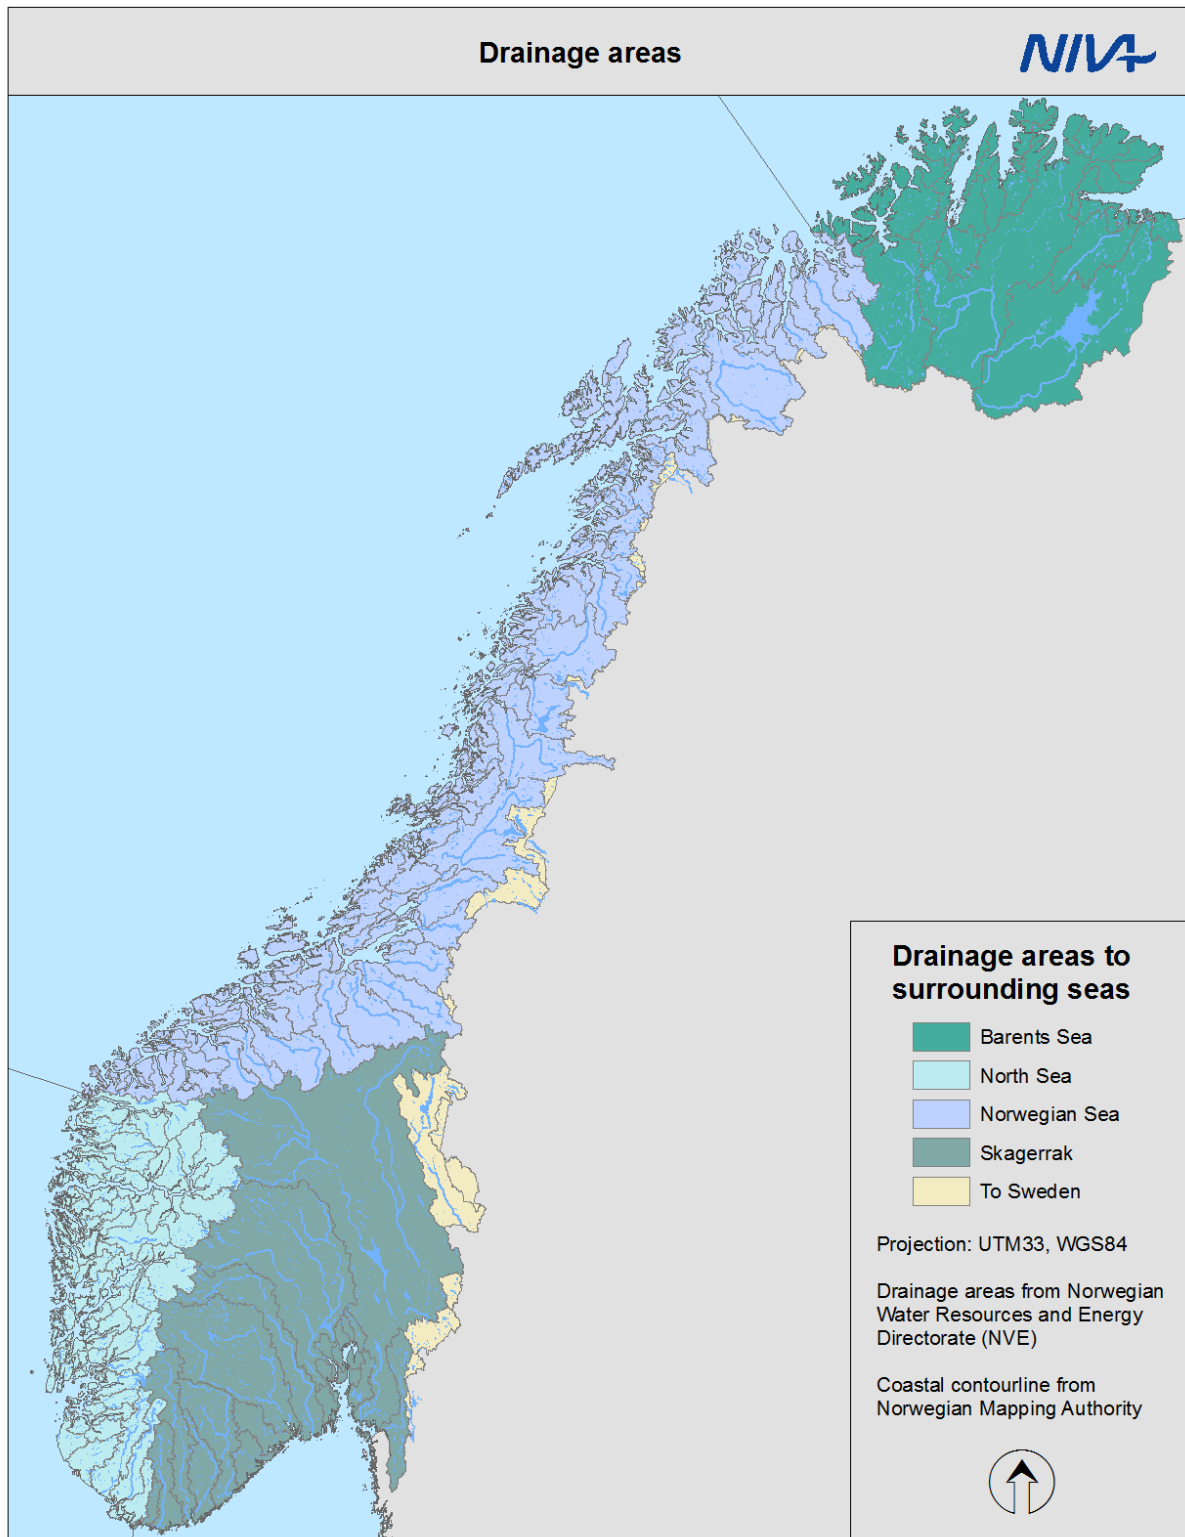 Drainage areas
NIVA
Drainage areas to
surrounding seas
Barents Sea
North Sea
Norwegian Sea
Skagerrak
To Sweden
Projection: UTM33, WGS84
Drainage areas from Norwegian
Water Resources and Energy
Directorate (NVE)
Coastal contourline from
Norwegian Mapping Authority